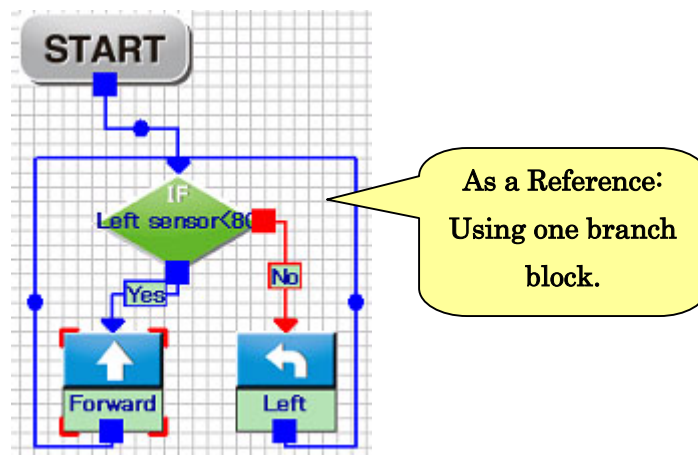 START
IF
Left sensor<80
Yes
No
Forward
Left
As a Reference:
Using one branch
block.